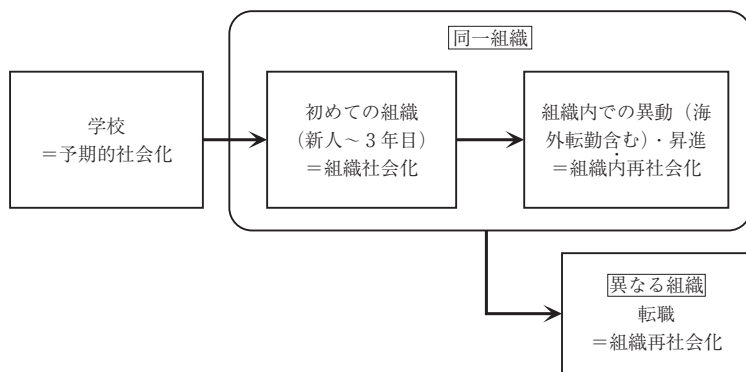 同一組織
学校
＝予期的社会化
初めての組織
（新人～３年目）
＝組織社会化
組織内での異動（海
外転勤含む）・昇進
＝組織内再社会化
異なる組織
転職
＝組織再社会化